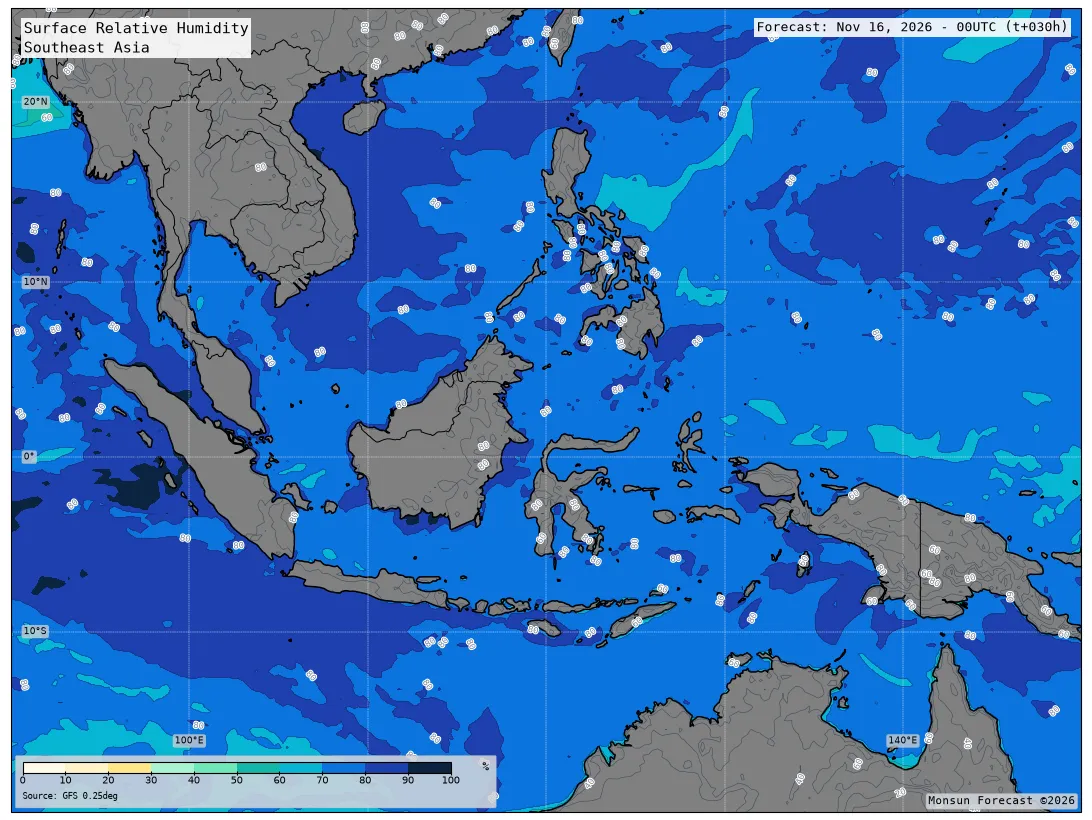 Surface Relative Humidity
Southeast Asia
Forecast: Nov 16, 2026 - 00UTC (t+030h)
20°N
10°N
0°
10°S
100°E
140°E
%
0 10 20 30 40 50 60 70 80 90 100
Source: GFS 0.25deg
Monsun Forecast ©2026